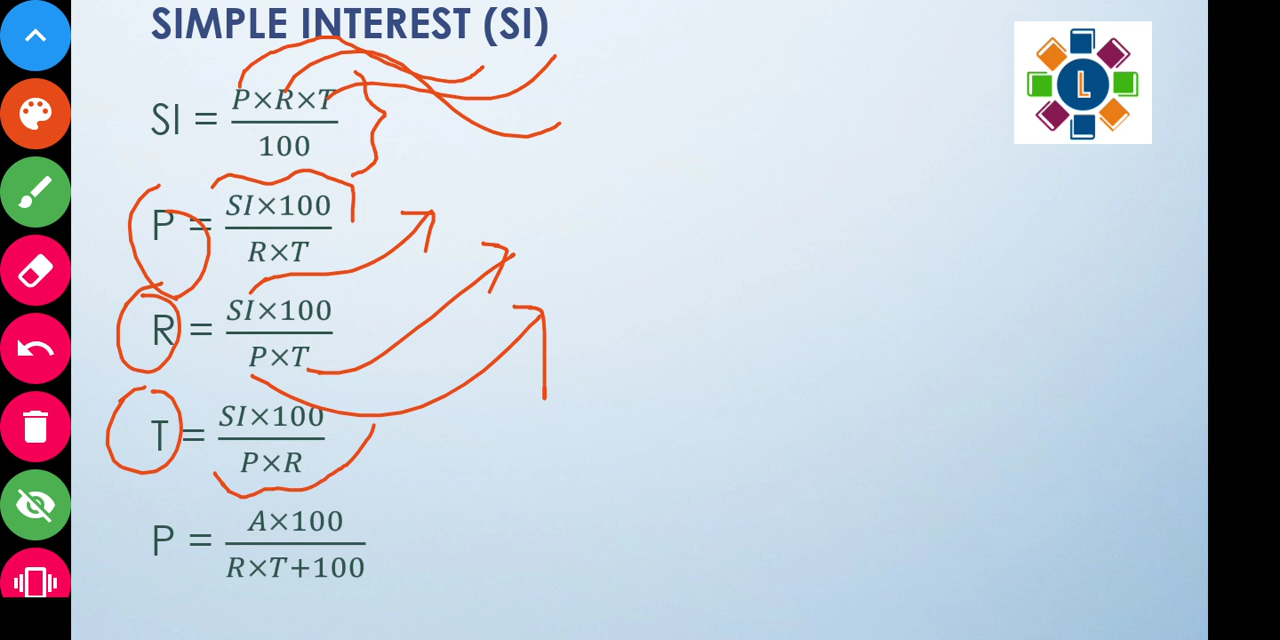 SIMPLE INTEREST (SI)
SI = P×R×T/100
P = SI×100/R×T
R = SI×100/P×T
T = SI×100/P×R
P = A×100/R×T+100
L